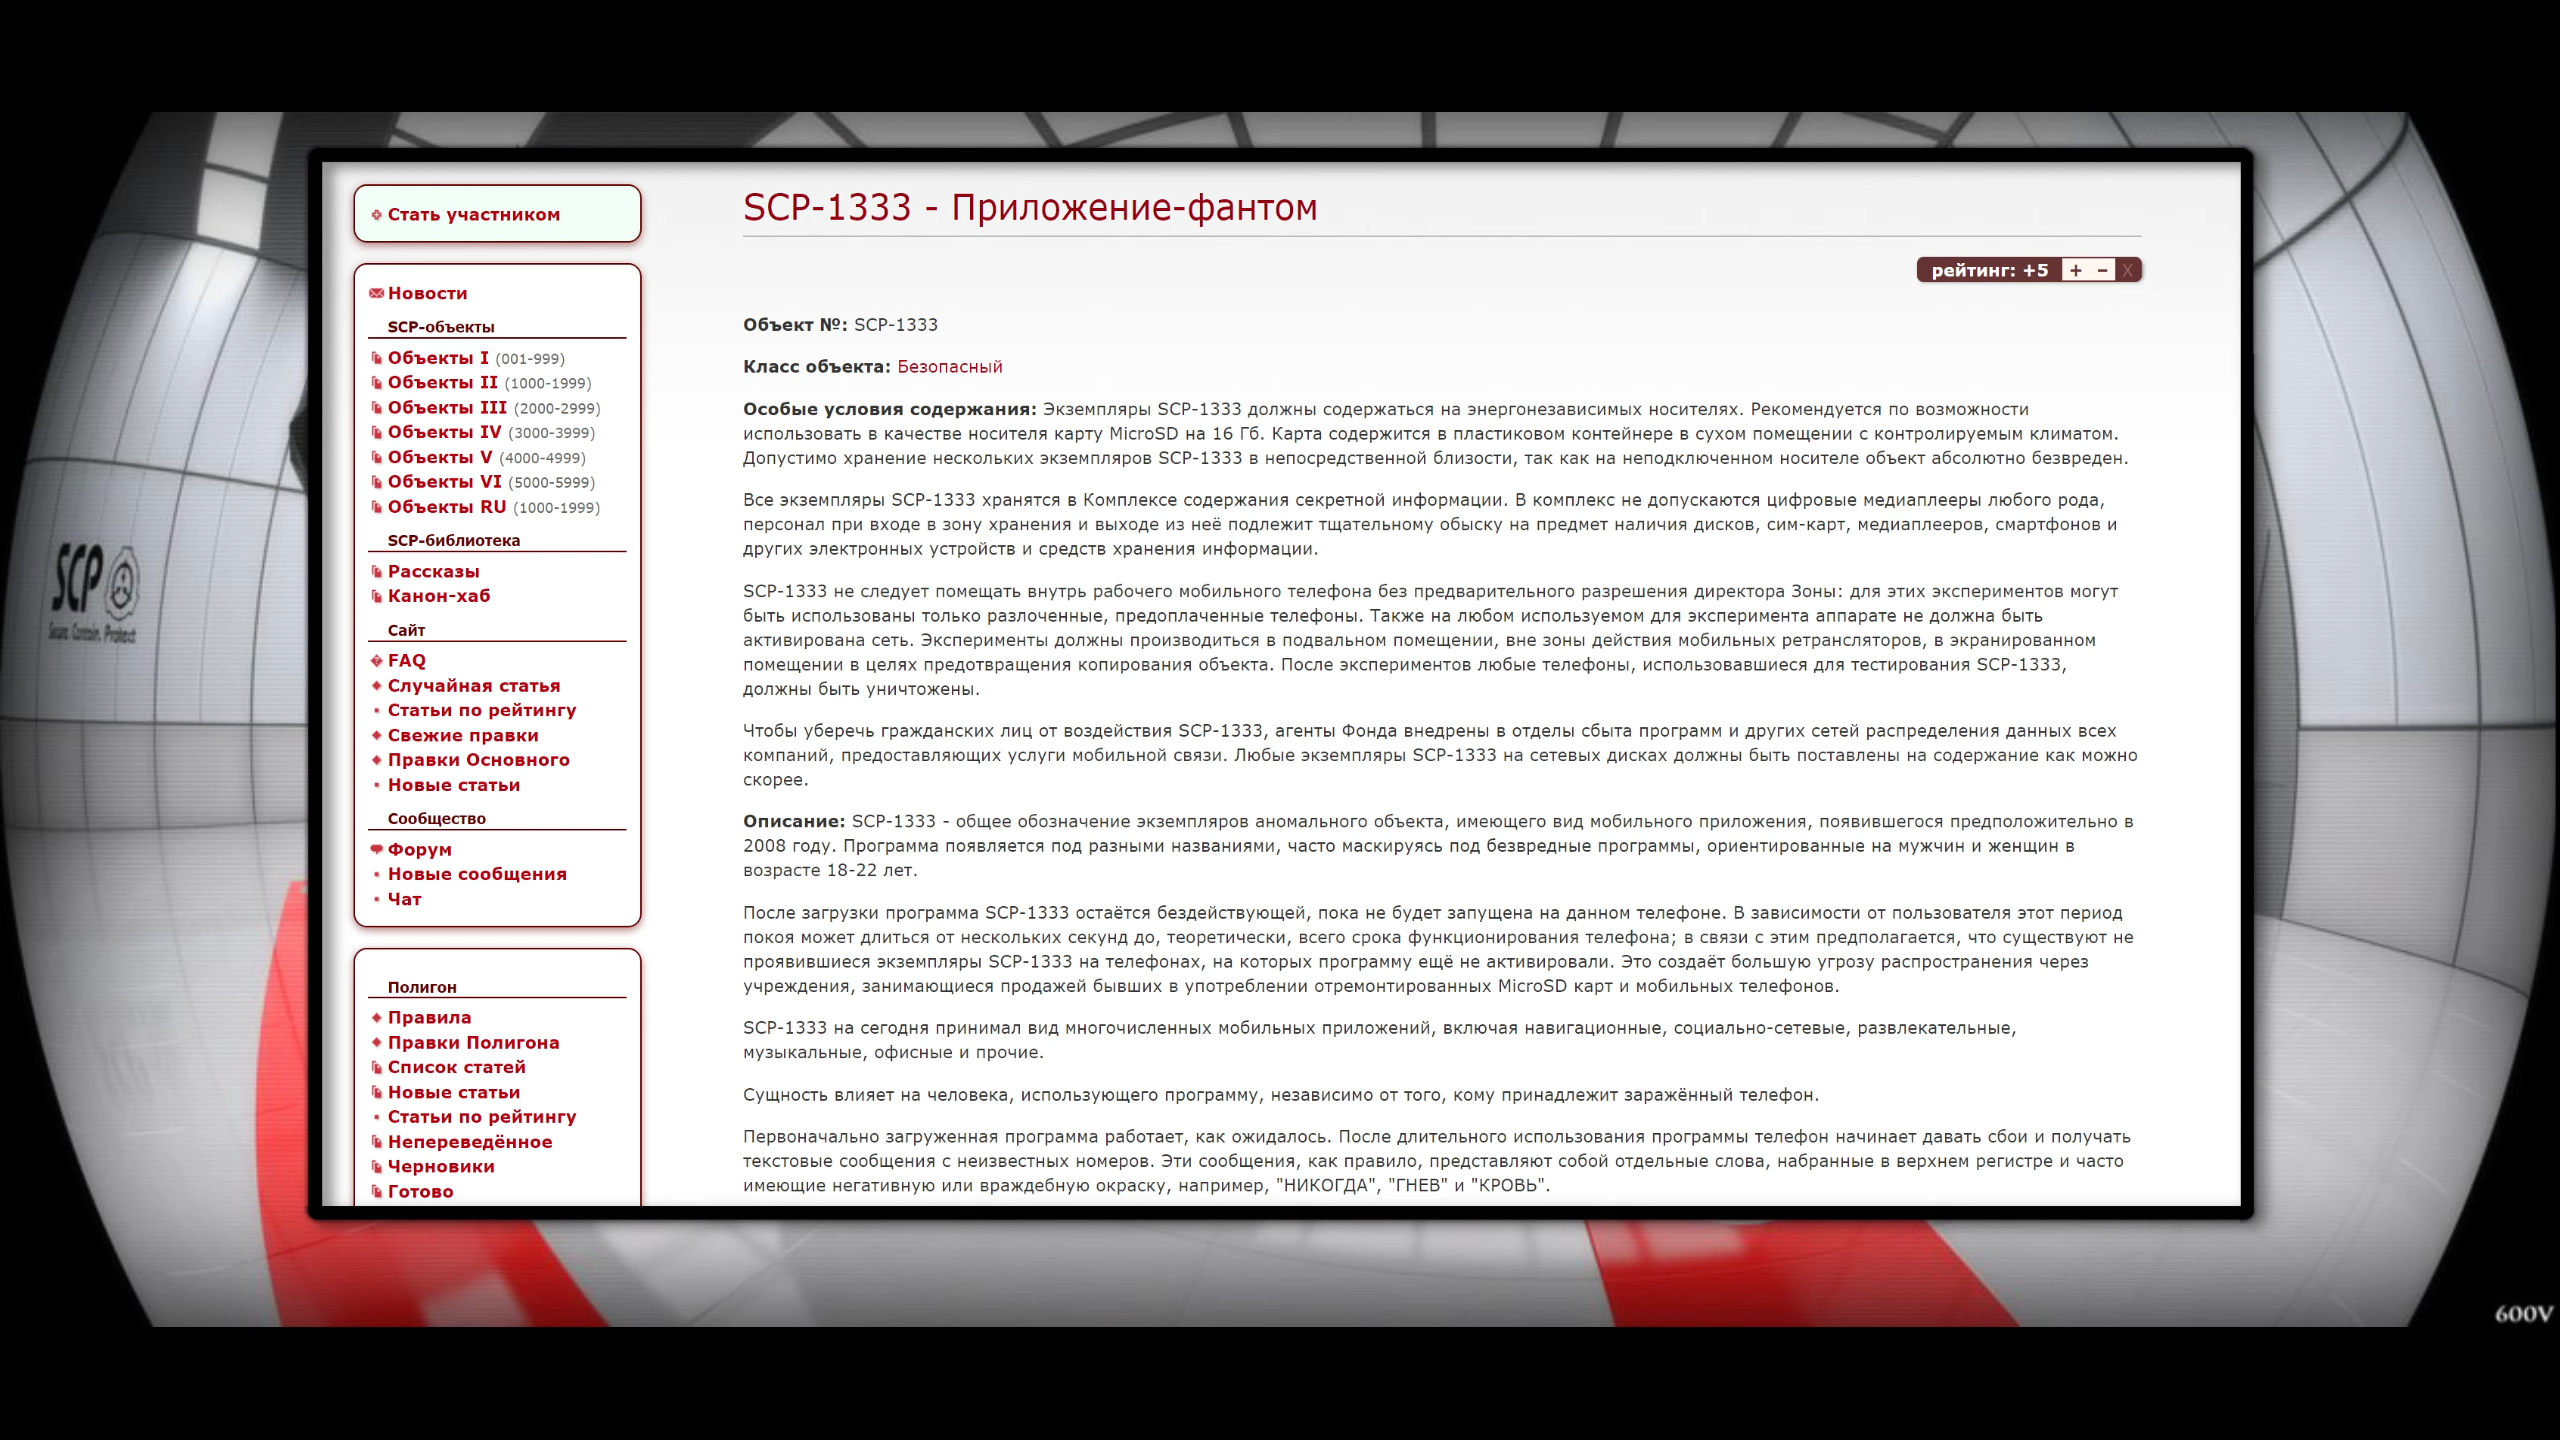 Стать участником
Новости
SCP-объекты
Объекты I (001-999)
Объекты II (1000-1999)
Объекты III (2000-2999)
Объекты IV (3000-3999)
Объекты V (4000-4999)
Объекты VI (5000-5999)
Объекты RU (1000-1999)
SCP-библиотека
Рассказы
Канон-хаб
Сайт
FAQ
Случайная статья
Статьи по рейтингу
Свежие правки
Правки Основного
Новые статьи
Сообщество
Форум
Новые сообщения
Чат
Полигон
Правила
Правки Полигона
Список статей
Новые статьи
Статьи по рейтингу
Непереведённое
Черновики
Готово
SCP-1333 - Приложение-фантом
рейтинг: +5 + – X
Объект №: SCP-1333
Класс объекта: Безопасный
Особые условия содержания: Экземпляры SCP-1333 должны содержаться на энергонезависимых носителях. Рекомендуется по возможности
использовать в качестве носителя карту MicroSD на 16 Гб. Карта содержится в пластиковом контейнере в сухом помещении с контролируемым климатом.
Допустимо хранение нескольких экземпляров SCP-1333 в непосредственной близости, так как на неподключенном носителе объект абсолютно безвреден.
Все экземпляры SCP-1333 хранятся в Комплексе содержания секретной информации. В комплекс не допускаются цифровые медиаплееры любого рода,
персонал при входе в зону хранения и выходе из неё подлежит тщательному обыску на предмет наличия дисков, сим-карт, медиаплееров, смартфонов и
других электронных устройств и средств хранения информации.
SCP-1333 не следует помещать внутрь рабочего мобильного телефона без предварительного разрешения директора Зоны: для этих экспериментов могут
быть использованы только разлоченные, предоплаченные телефоны. Также на любом используемом для эксперимента аппарате не должна быть
активирована сеть. Эксперименты должны производиться в подвальном помещении, вне зоны действия мобильных ретрансляторов, в экранированном
помещении в целях предотвращения копирования объекта. После экспериментов любые телефоны, использовавшиеся для тестирования SCP-1333,
должны быть уничтожены.
Чтобы уберечь гражданских лиц от воздействия SCP-1333, агенты Фонда внедрены в отделы сбыта программ и других сетей распределения данных всех
компаний, предоставляющих услуги мобильной связи. Любые экземпляры SCP-1333 на сетевых дисках должны быть поставлены на содержание как можно
скорее.
Описание: SCP-1333 - общее обозначение экземпляров аномального объекта, имеющего вид мобильного приложения, появившегося предположительно в
2008 году. Программа появляется под разными названиями, часто маскируясь под безвредные программы, ориентированные на мужчин и женщин в
возрасте 18-22 лет.
После загрузки программа SCP-1333 остаётся бездействующей, пока не будет запущена на данном телефоне. В зависимости от пользователя этот период
покоя может длиться от нескольких секунд до, теоретически, всего срока функционирования телефона; в связи с этим предполагается, что существуют не
проявившиеся экземпляры SCP-1333 на телефонах, на которых программу ещё не активировали. Это создаёт большую угрозу распространения через
учреждения, занимающиеся продажей бывших в употреблении отремонтированных MicroSD карт и мобильных телефонов.
SCP-1333 на сегодня принимал вид многочисленных мобильных приложений, включая навигационные, социально-сетевые, развлекательные,
музыкальные, офисные и прочие.
Сущность влияет на человека, использующего программу, независимо от того, кому принадлежит заражённый телефон.
Первоначально загруженная программа работает, как ожидалось. После длительного использования программы телефон начинает давать сбои и получать
текстовые сообщения с неизвестных номеров. Эти сообщения, как правило, представляют собой отдельные слова, набранные в верхнем регистре и часто
имеющие негативную или враждебную окраску, например, "НИКОГДА", "ГНЕВ" и "КРОВЬ".
SCP
Secure. Contain. Protect
600V